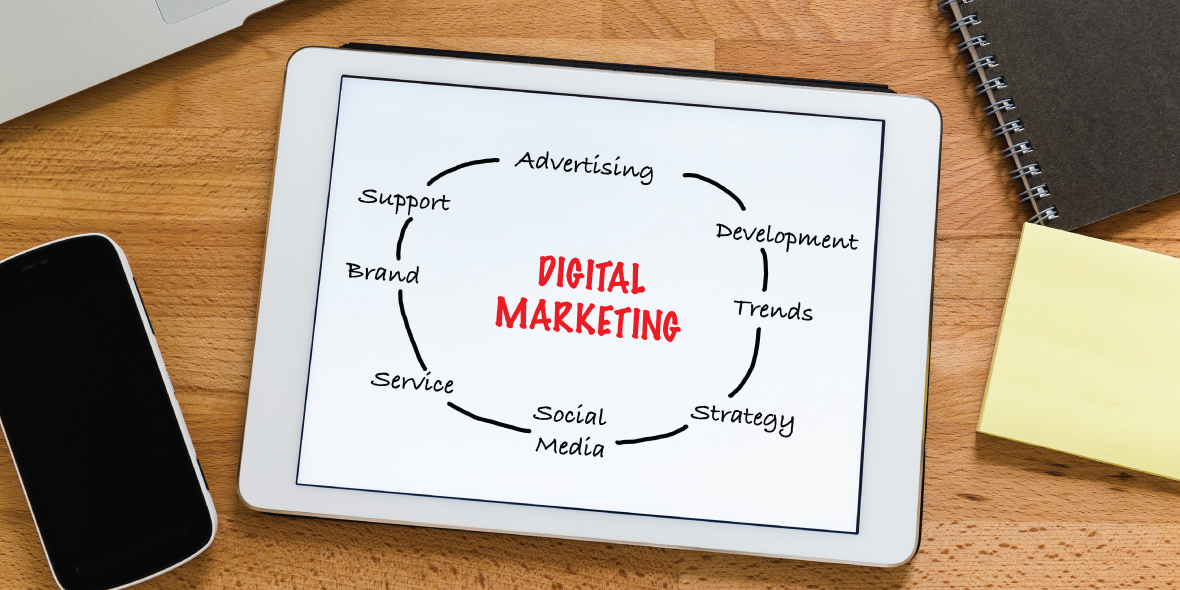 Advertising
Support
Development
Brand
DIGITAL
MARKETING
Trends
Service
Social
Media
Strategy